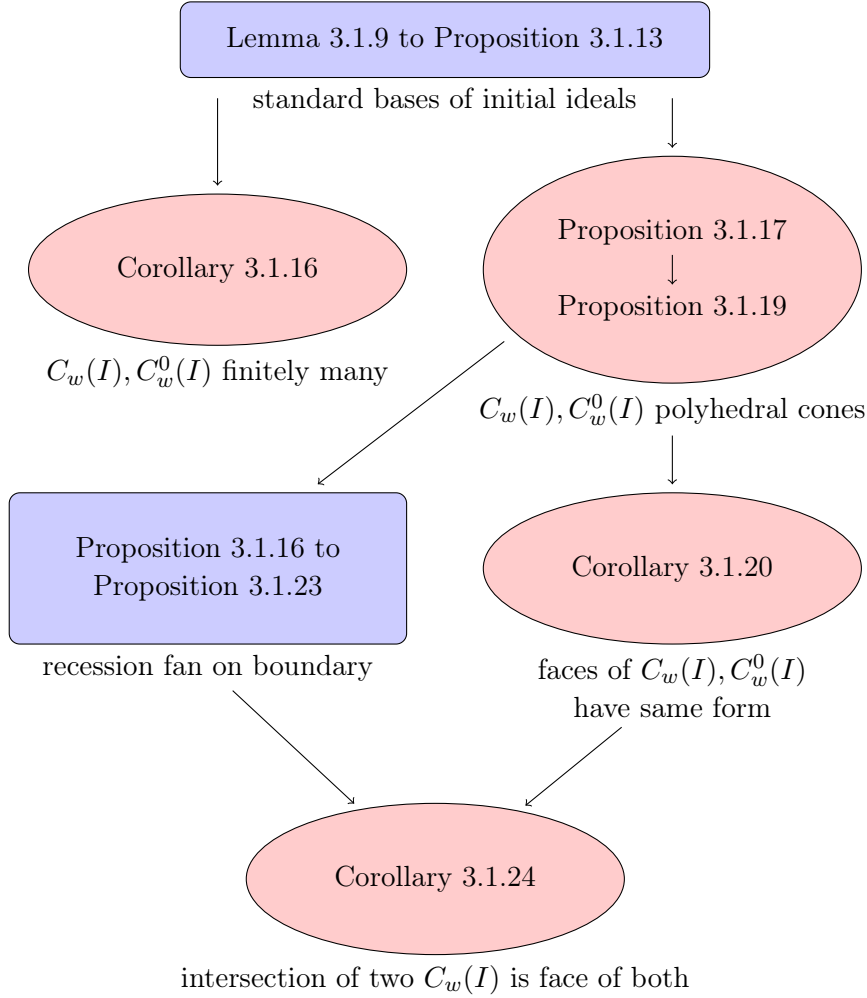 Lemma 3.1.9 to Proposition 3.1.13
standard bases of initial ideals
Corollary 3.1.16
$C_w(I), C_w^0(I)$ finitely many
Proposition 3.1.17
Proposition 3.1.19
$C_w(I), C_w^0(I)$ polyhedral cones
Proposition 3.1.16 to
Proposition 3.1.23
recession fan on boundary
Corollary 3.1.20
faces of $C_w(I), C_w^0(I)$
have same form
Corollary 3.1.24
intersection of two $C_w(I)$ is face of both